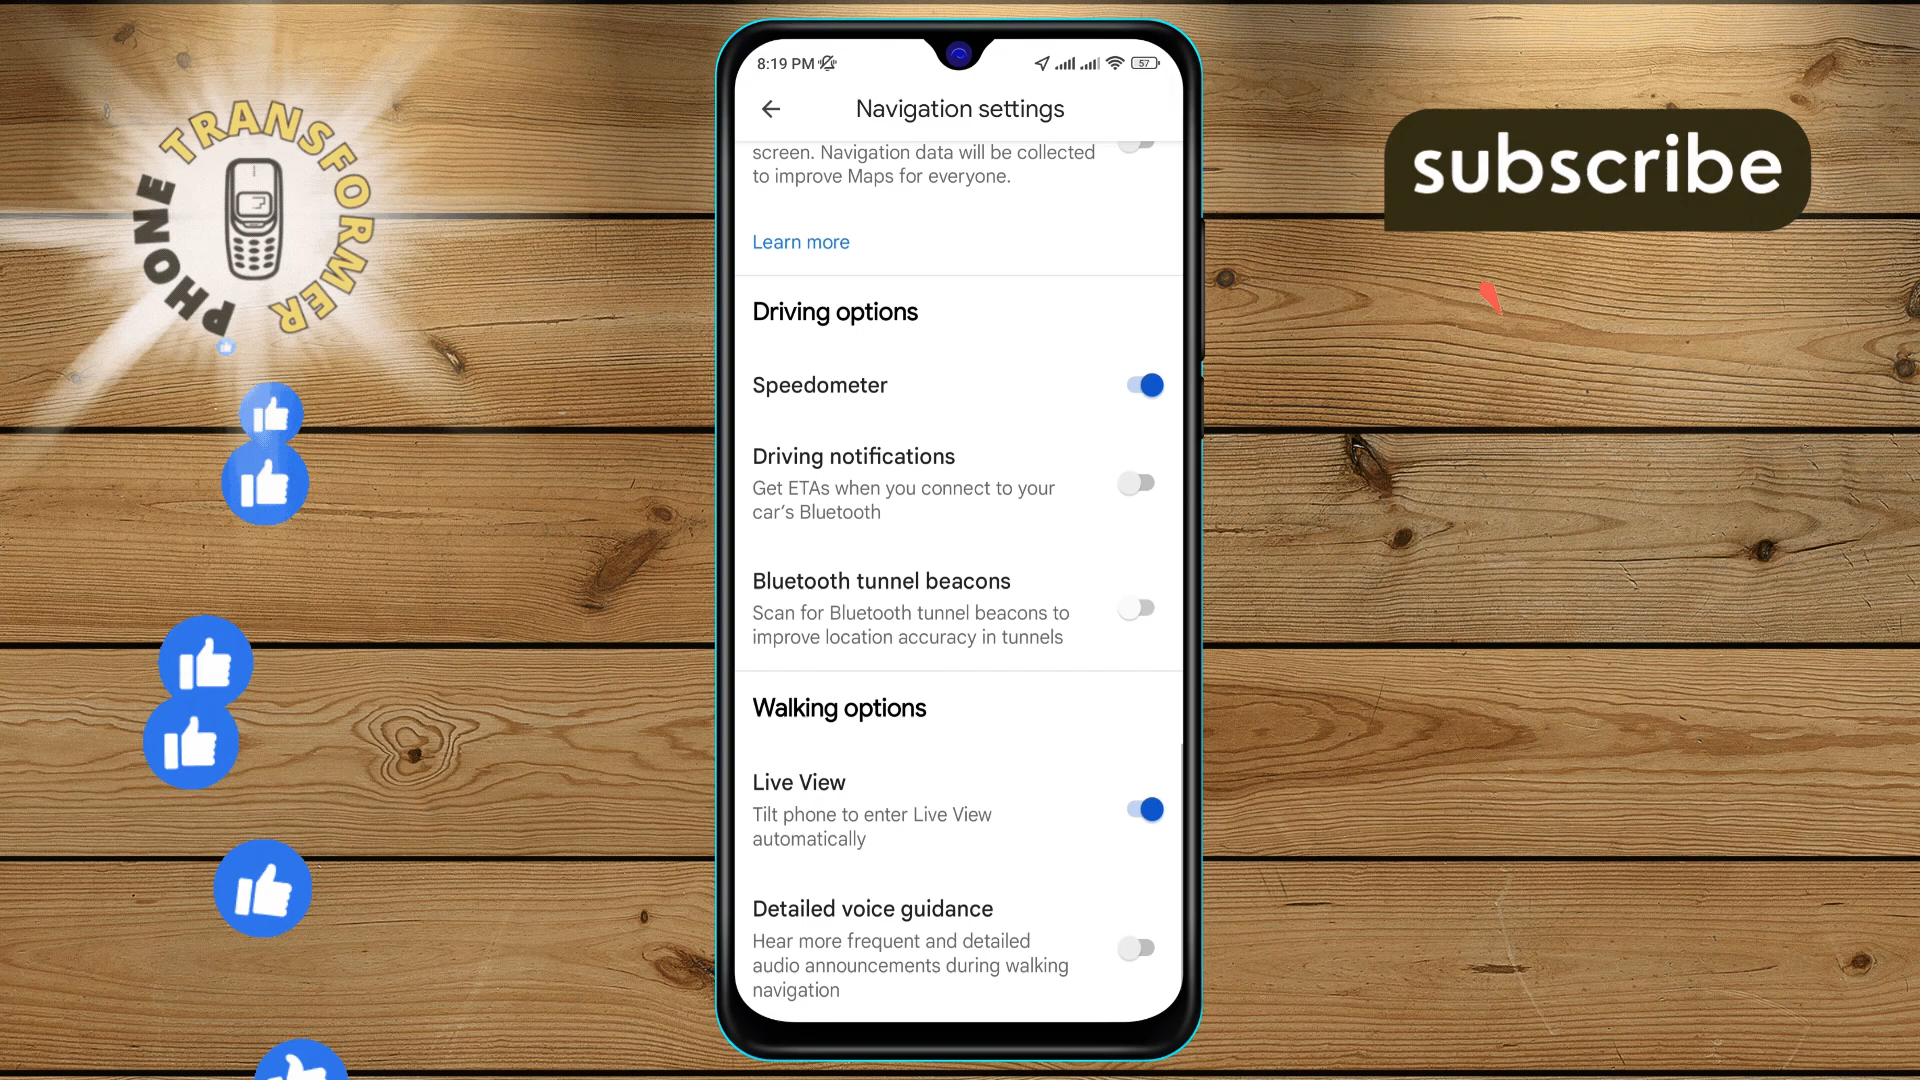 PHONE TRANSFORMER
subscribe
8:19 PM
57
Navigation settings
screen. Navigation data will be collected
to improve Maps for everyone.
Learn more
Driving options
Speedometer
Driving notifications
Get ETAs when you connect to your
car's Bluetooth
Bluetooth tunnel beacons
Scan for Bluetooth tunnel beacons to
improve location accuracy in tunnels
Walking options
Live View
Tilt phone to enter Live View
automatically
Detailed voice guidance
Hear more frequent and detailed
audio announcements during walking
navigation